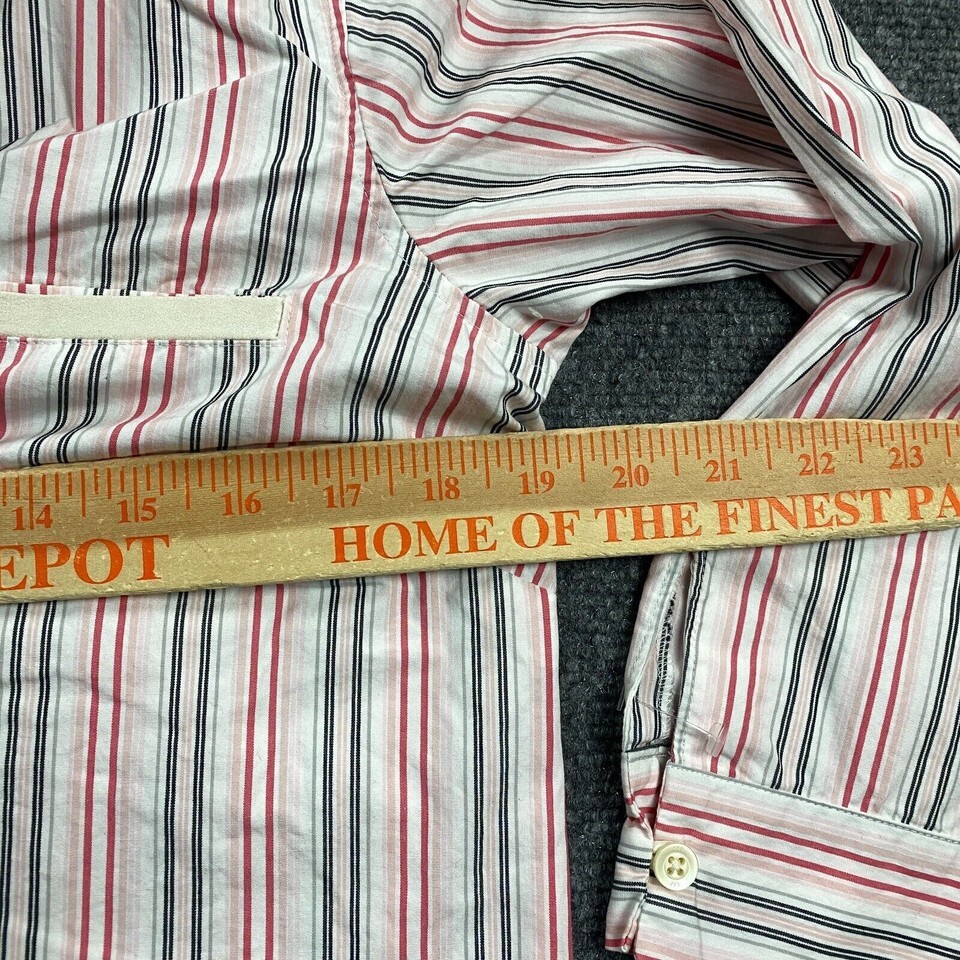 14 15 16 17 18 19 20 21 22 23
EPOT HOME OF THE FINEST PA